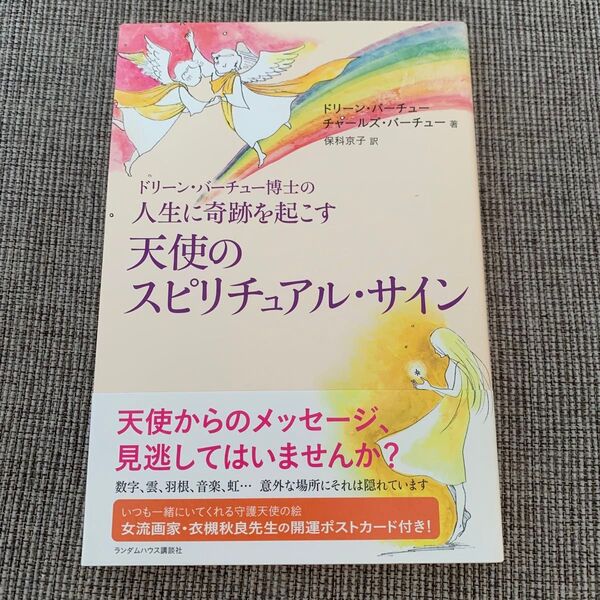 ドリーン・バーチュー
チャールズ・バーチュー 著
保科京子 訳
ドリーン・バーチュー博士の
人生に奇跡を起こす
天使の
スピリチュアル・サイン
天使からのメッセージ、
見逃してはいませんか?
数字、雲、羽根、音楽、虹… 意外な場所にそれは隠れています
いつも一緒にいてくれる守護天使の絵
女流画家・衣槻秋良先生の開運ポストカード付き!
ランダムハウス講談社